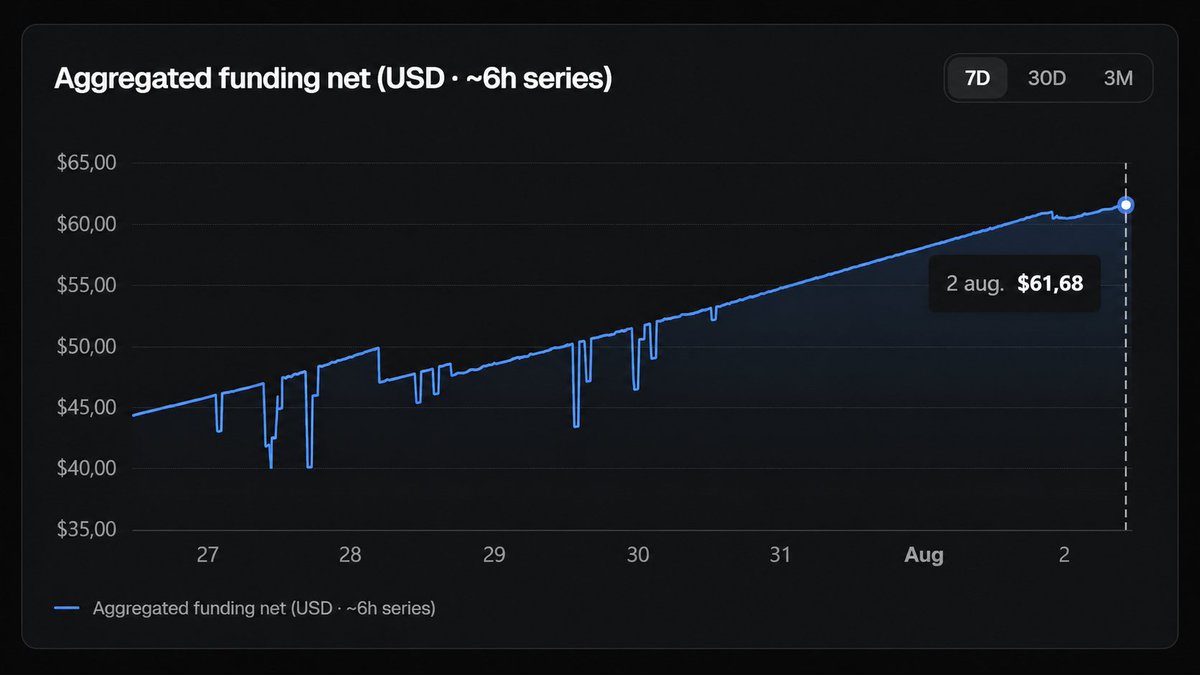 Aggregated funding net (USD · ~6h series)
7D 30D 3M
$65,00
$60,00
$55,00
$50,00
$45,00
$40,00
$35,00
2 aug. $61,68
27 28 29 30 31 Aug 2
Aggregated funding net (USD · ~6h series)